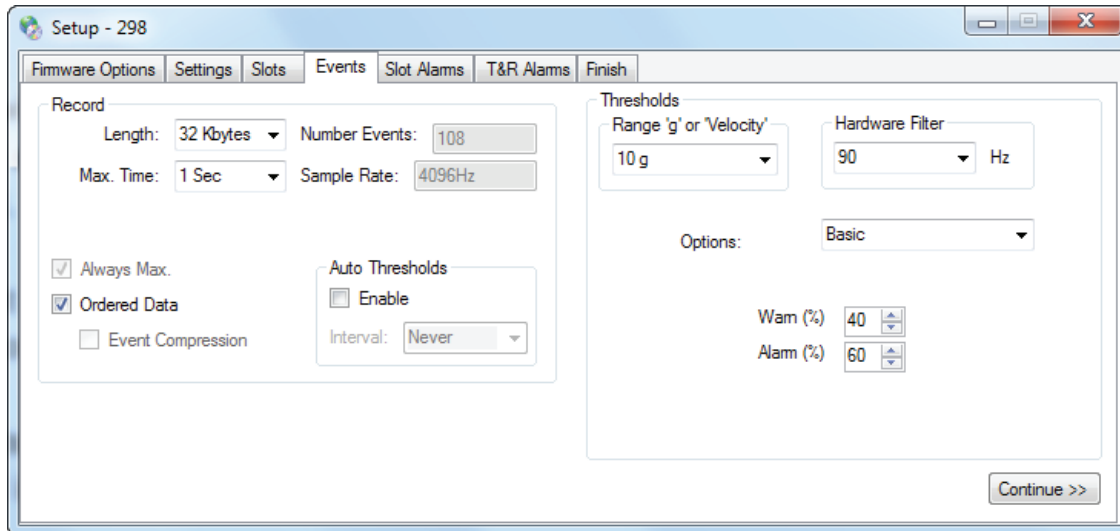 Setup - 298
Firmware Options Settings Slots Events Slot Alarms T&R Alarms Finish
Record
Length: 32 Kbytes Number Events: 108
Max. Time: 1 Sec Sample Rate: 4096Hz
Always Max.
Ordered Data
Event Compression
Auto Thresholds
Enable
Interval: Never
Thresholds
Range 'g' or 'Velocity'
10 g
Hardware Filter
90 Hz
Options: Basic
Warn (%) 40
Alarm (%) 60
Continue >>